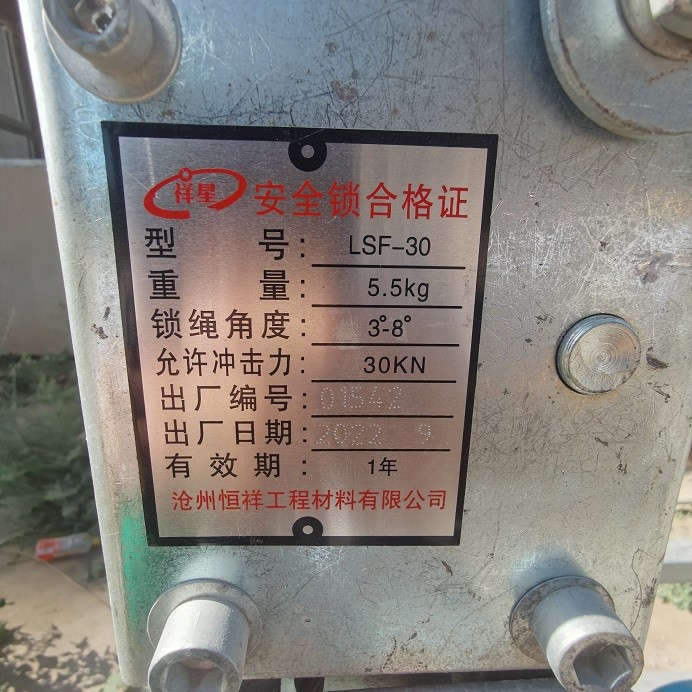 祥星 安全锁合格证
型 号: LSF-30
重 量: 5.5kg
锁绳角度: 3°-8°
允许冲击力: 30KN
出厂编号: 01542
出厂日期: 2022 9
有效期: 1年
沧州恒祥工程材料有限公司